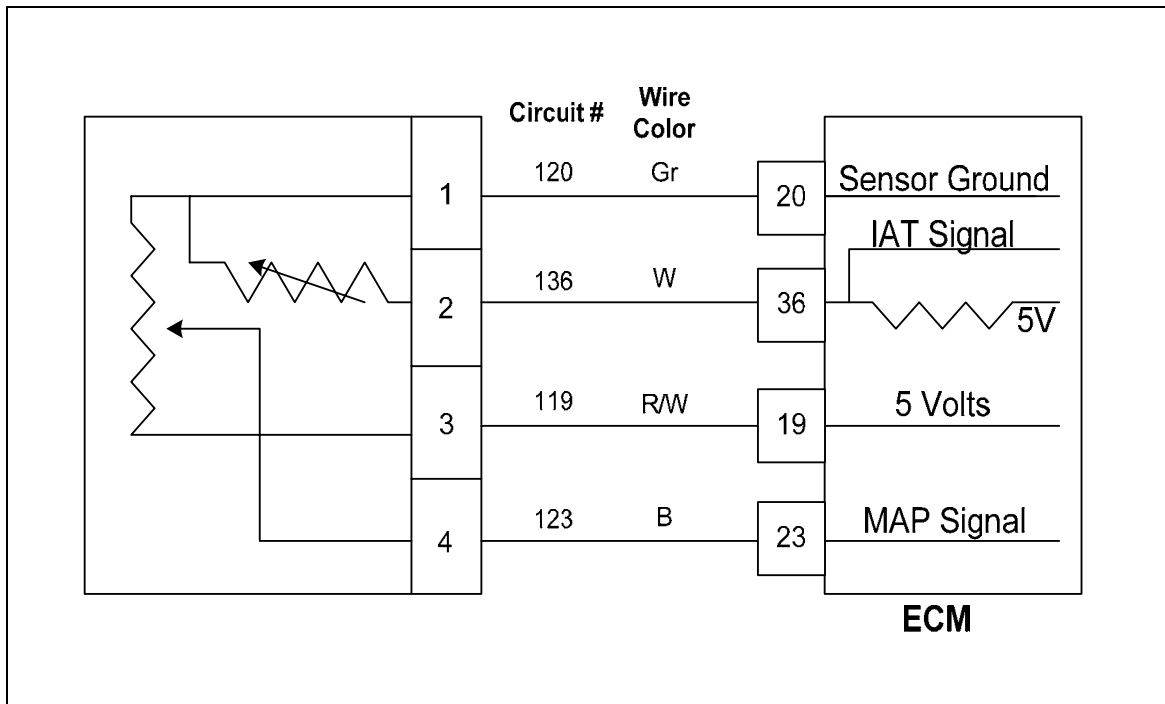 Circuit # Wire Color
1 120 Gr 20 Sensor Ground
IAT Signal
2 136 W 36 5V
3 119 R/W 19 5 Volts
4 123 B 23 MAP Signal
ECM